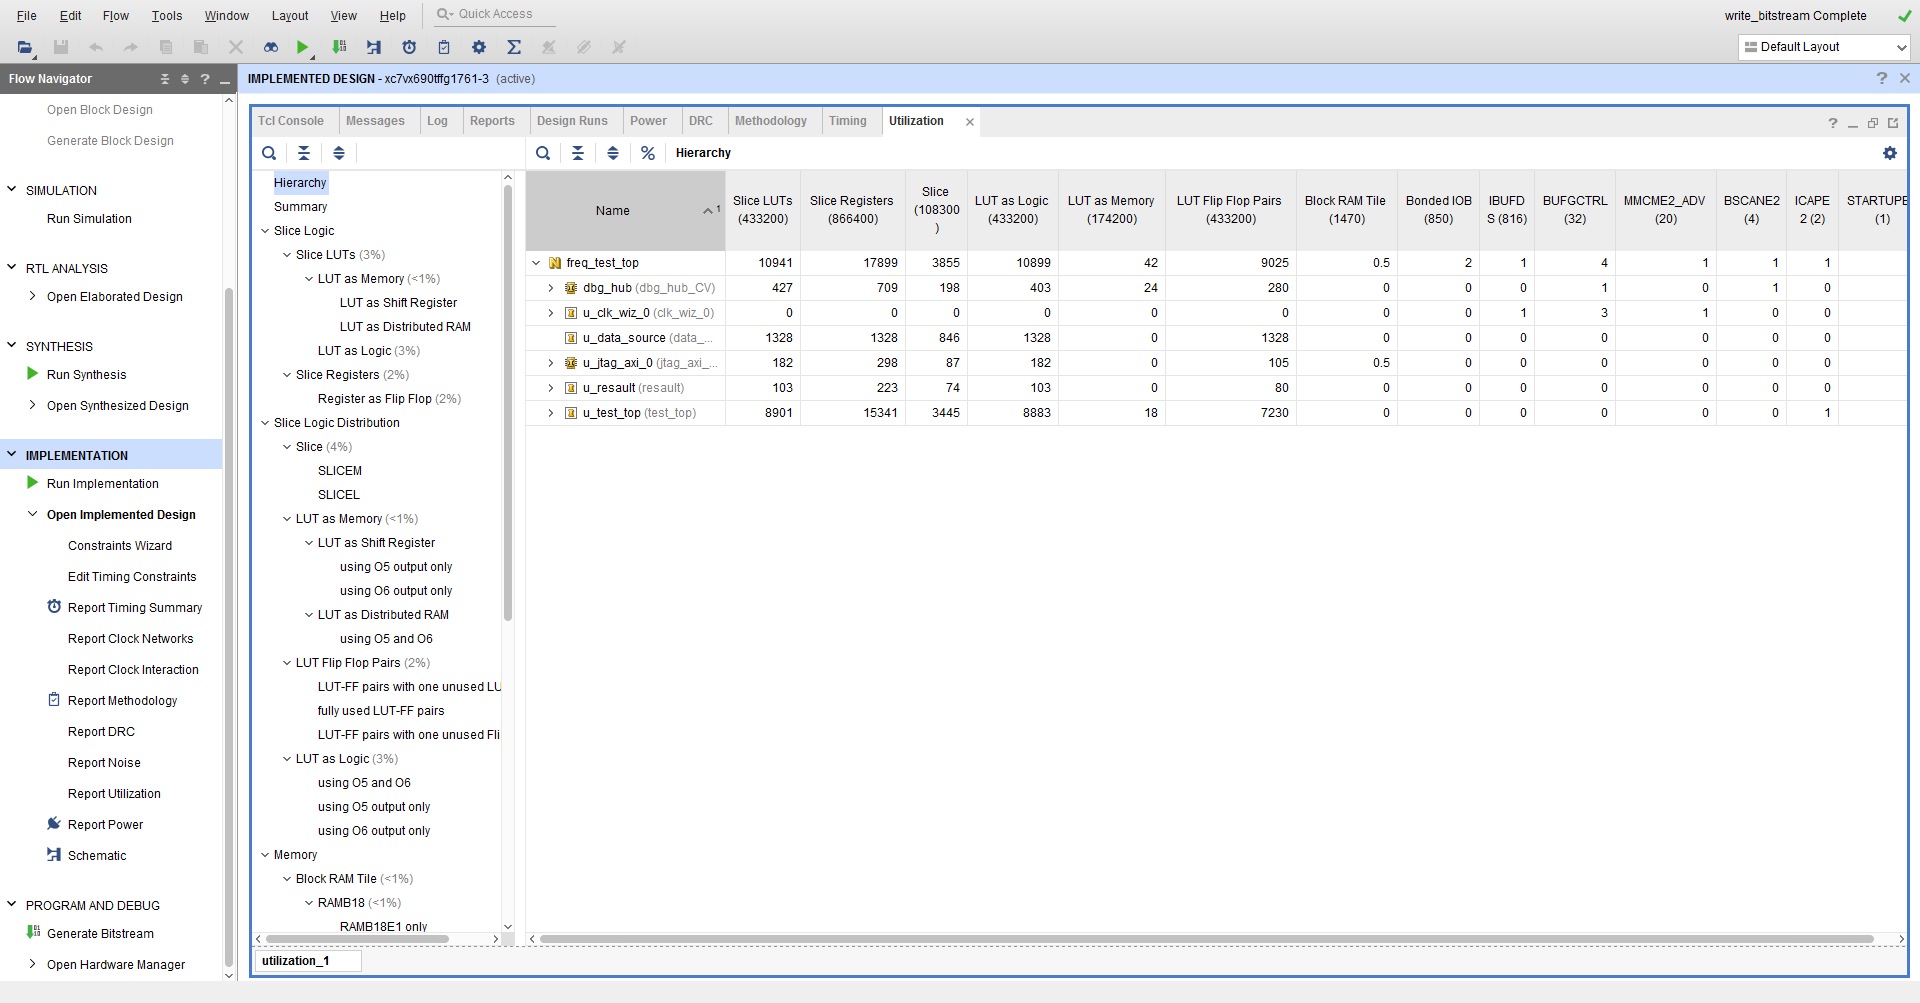 File Edit Flow Tools Window Layout View Help Quick Access write_bitstream Complete
Default Layout
Flow Navigator
Open Block Design
Generate Block Design
SIMULATION
Run Simulation
RTL ANALYSIS
Open Elaborated Design
SYNTHESIS
Run Synthesis
Open Synthesized Design
IMPLEMENTATION
Run Implementation
Open Implemented Design
Constraints Wizard
Edit Timing Constraints
Report Timing Summary
Report Clock Networks
Report Clock Interaction
Report Methodology
Report DRC
Report Noise
Report Utilization
Report Power
Schematic
PROGRAM AND DEBUG
Generate Bitstream
Open Hardware Manager
IMPLEMENTED DESIGN - xc7vx690tffg1761-3 (active)
Tcl Console Messages Log Reports Design Runs Power DRC Methodology Timing Utilization
Hierarchy
Summary
Slice Logic
Slice LUTs (3%)
LUT as Memory (<1%)
LUT as Shift Register
LUT as Distributed RAM
LUT as Logic (3%)
Slice Registers (2%)
Register as Flip Flop (2%)
Slice Logic Distribution
Slice (4%)
SLICEM
SLICEL
LUT as Memory (<1%)
LUT as Shift Register
using O5 output only
using O6 output only
LUT as Distributed RAM
using O5 and O6
LUT Flip Flop Pairs (2%)
LUT-FF pairs with one unused LU
fully used LUT-FF pairs
LUT-FF pairs with one unused Fli
LUT as Logic (3%)
using O5 and O6
using O5 output only
using O6 output only
Memory
Block RAM Tile (<1%)
RAMB18 (<1%)
RAMB18E1 only
% Hierarchy
Name 1 Slice LUTs (433200) Slice Registers (866400) Slice (108300) LUT as Logic (433200) LUT as Memory (174200) LUT Flip Flop Pairs (433200) Block RAM Tile (1470) Bonded IOB (850) IBUFDS (816) BUFGCTRL (32) MMCME2_ADV (20) BSCANE2 (4) ICAPE2 (2) STARTUPE (1)
freq_test_top 10941 17899 3855 10899 42 9025 0.5 2 1 4 1 1 1
dbg_hub (dbg_hub_CV) 427 709 198 403 24 280 0 0 0 1 0 1 0
u_clk_wiz_0 (clk_wiz_0) 0 0 0 0 0 0 0 0 1 3 1 0 0
u_data_source (data_... 1328 1328 846 1328 0 1328 0 0 0 0 0 0 0
u_jtag_axi_0 (jtag_axi_... 182 298 87 182 0 105 0.5 0 0 0 0 0 0
u_resault (resault) 103 223 74 103 0 80 0 0 0 0 0 0 0
u_test_top (test_top) 8901 15341 3445 8883 18 7230 0 0 0 0 0 0 1
utilization_1